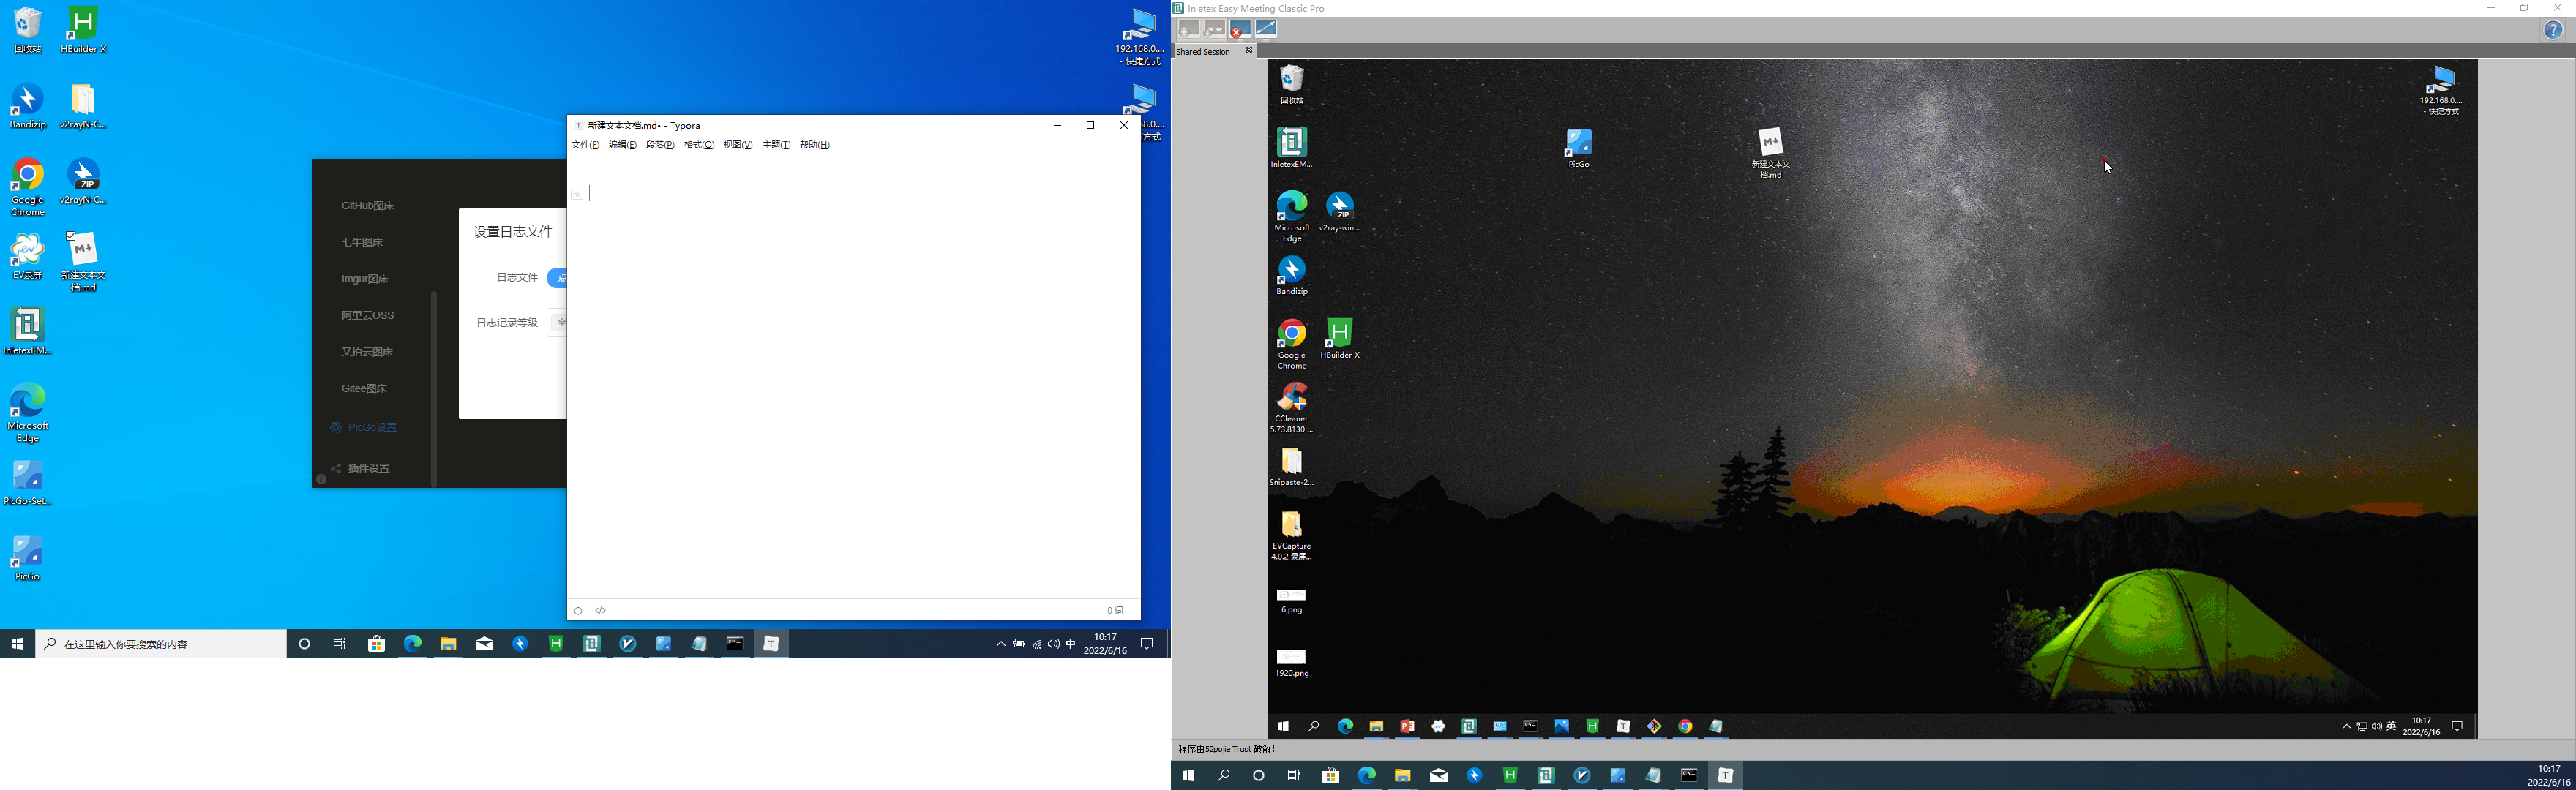 回收站
HBuilder X
Bandizip
v2rayN-C...
Google
Chrome
v2rayN-C...
EV录屏
新建文本文
档.md
InletexEM...
Microsoft
Edge
PicGo-Set...
PicGo
192.168.0....
- 快捷方式
GitHub图床
七牛图床
Imgur图床
阿里云OSS
又拍云图床
Gitee图床
PicGo设置
插件设置
设置日志文件
日志文件
点
日志记录等级
全
新建文本文档.md• - Typora
文件(F) 编辑(E) 段落(P) 格式(O) 视图(V) 主题(T) 帮助(H)
0 词
在这里输入你要搜索的内容
中
10:17
2022/6/16
Inletex Easy Meeting Classic Pro
Shared Session
回收站
InletexEM...
Microsoft
Edge
v2ray-win...
Bandizip
Google
Chrome
HBuilder X
CCleaner
5.73.8130 ...
Snipaste-2...
EVCapture
4.0.2 录屏...
6.png
1920.png
PicGo
新建文本文
档.md
192.168.0....
- 快捷方式
英
10:17
2022/6/16
程序由52pojie Trust 破解!
10:17
2022/6/16